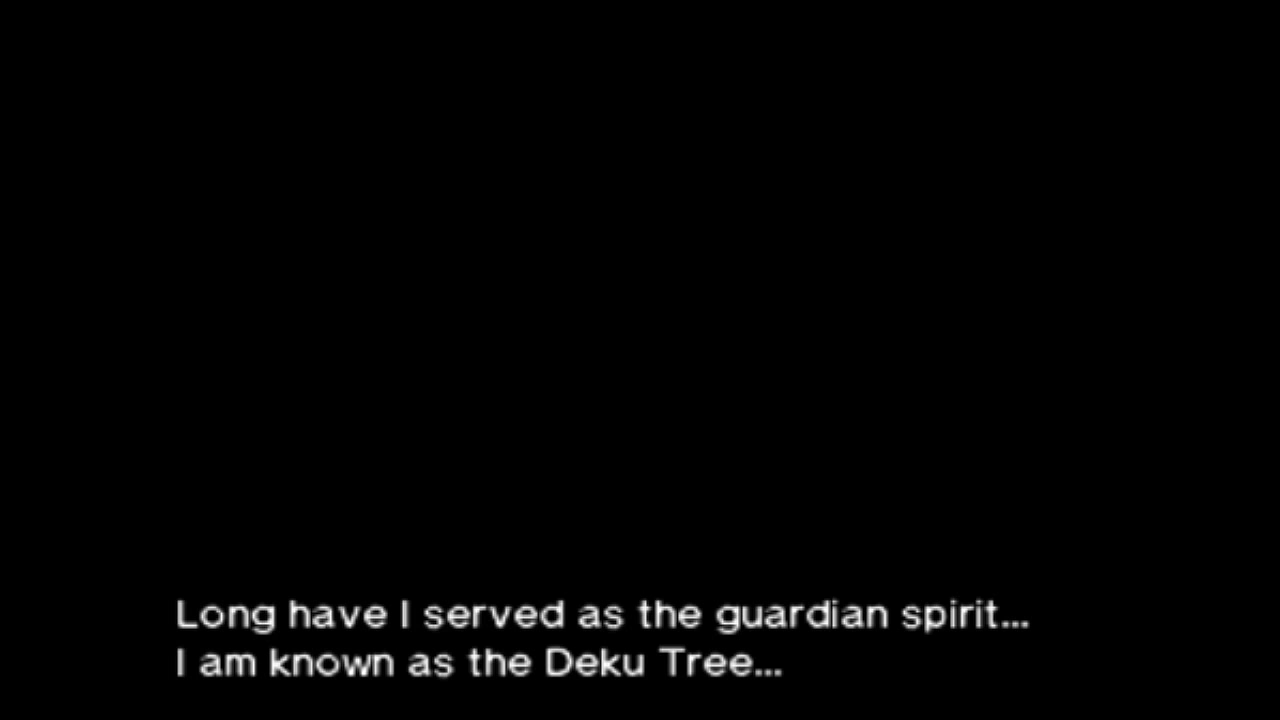 Long have I served as the guardian spirit...
I am known as the Deku Tree...